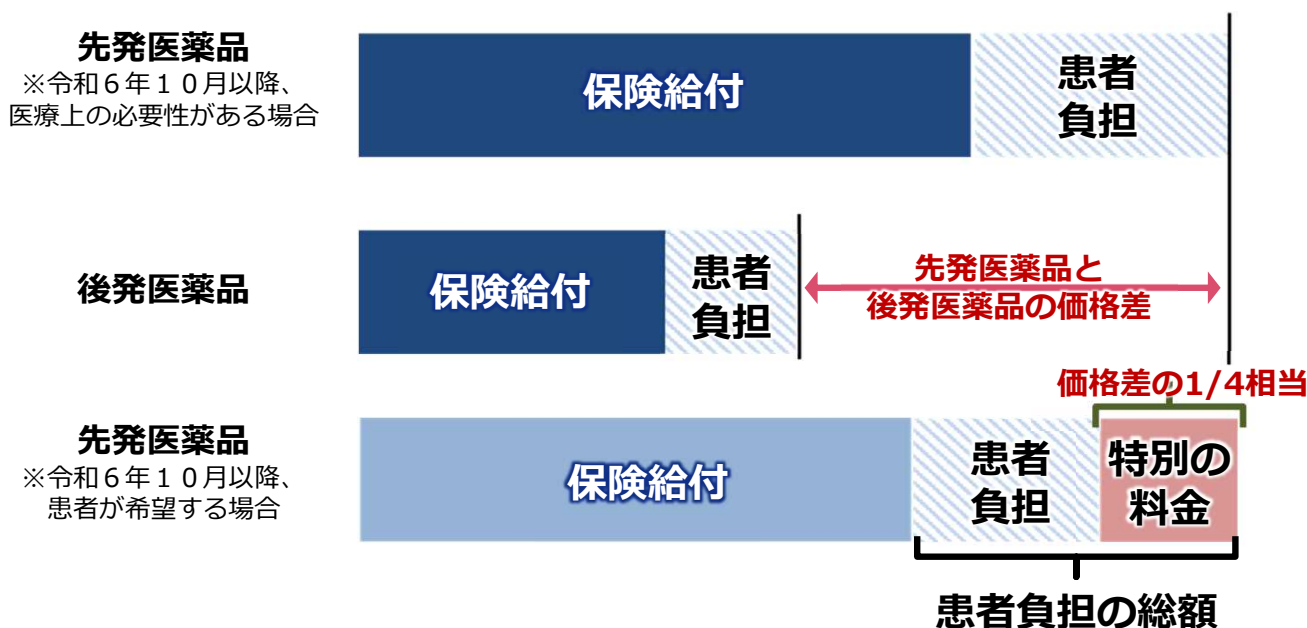 先発医薬品
※令和６年１０月以降、
医療上の必要性がある場合
保険給付
患者
負担
後発医薬品
保険給付
患者
負担
先発医薬品と
後発医薬品の価格差
価格差の1/4相当
先発医薬品
※令和６年１０月以降、
患者が希望する場合
保険給付
患者
負担
特別の
料金
患者負担の総額